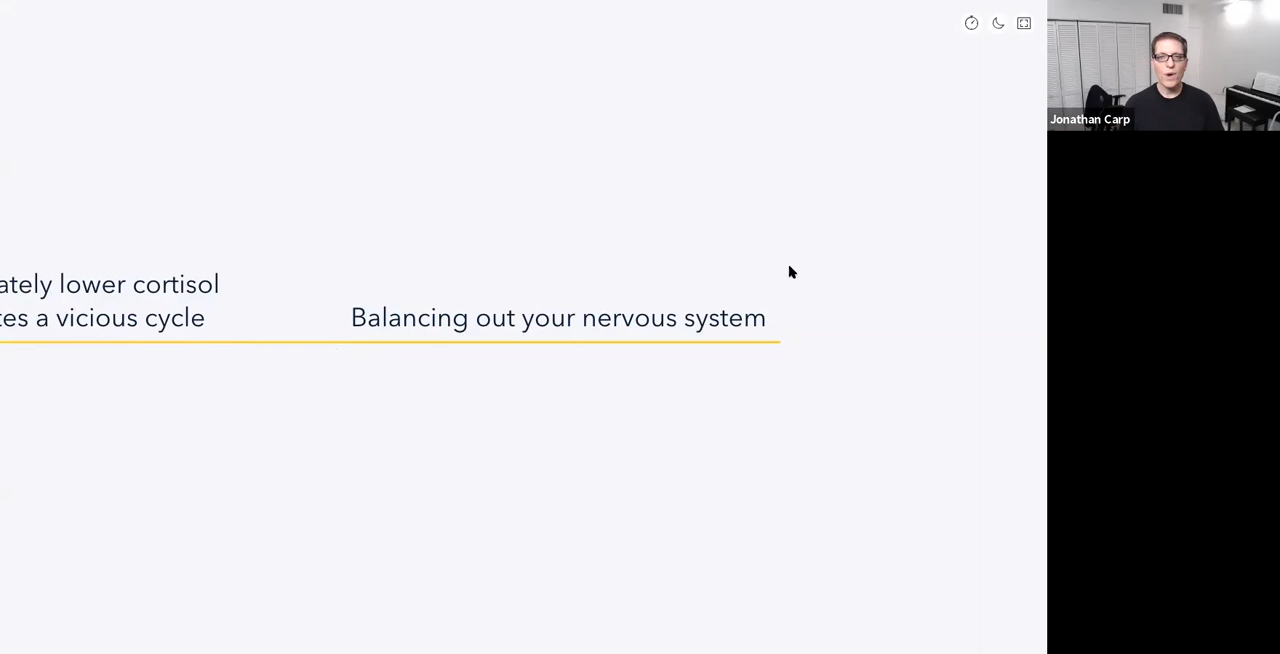 Jonathan Carp
ately lower cortisol
tes a vicious cycle
Balancing out your nervous system